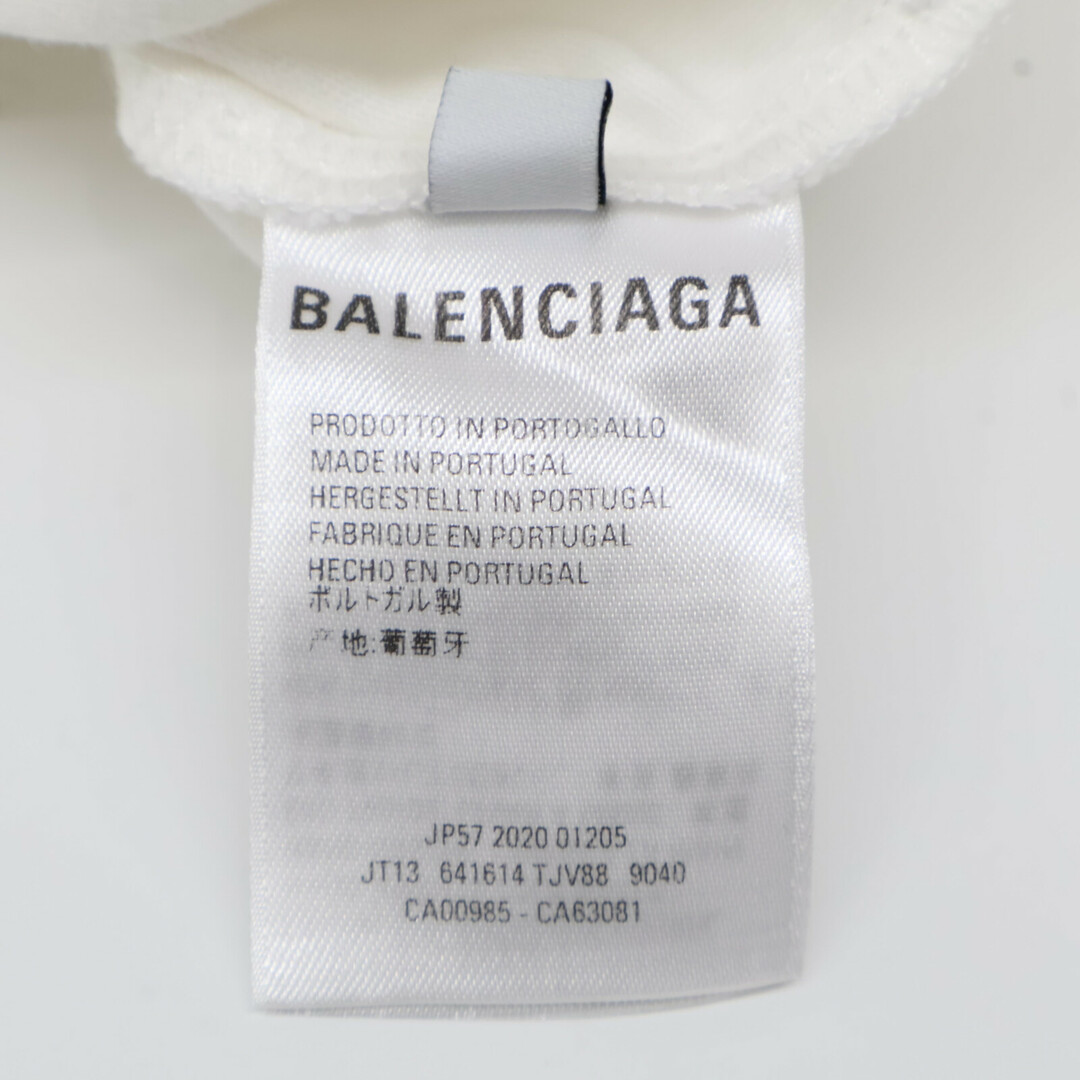 BALENCIAGA
PRODOTTO IN PORTOGALLO
MADE IN PORTUGAL
HERGESTELLT IN PORTUGAL
FABRIQUE EN PORTUGAL
HECHO EN PORTUGAL
ポルトガル製
产地:葡萄牙
JP57 2020 01205
JT13 641614 TJV88 9040
CA00985 - CA63081